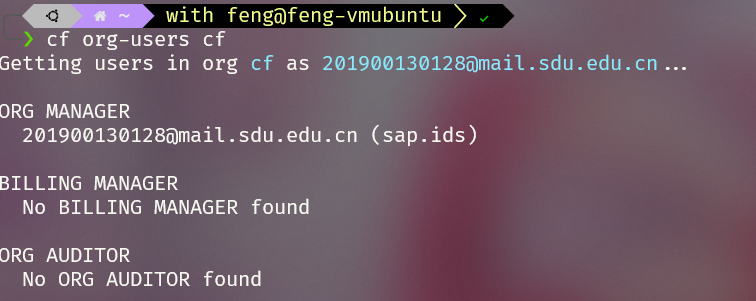 ~ with feng@feng-vmubuntu ✓
❯ cf org-users cf
Getting users in org cf as 201900130128@mail.sdu.edu.cn...
ORG MANAGER
201900130128@mail.sdu.edu.cn (sap.ids)
BILLING MANAGER
No BILLING MANAGER found
ORG AUDITOR
No ORG AUDITOR found